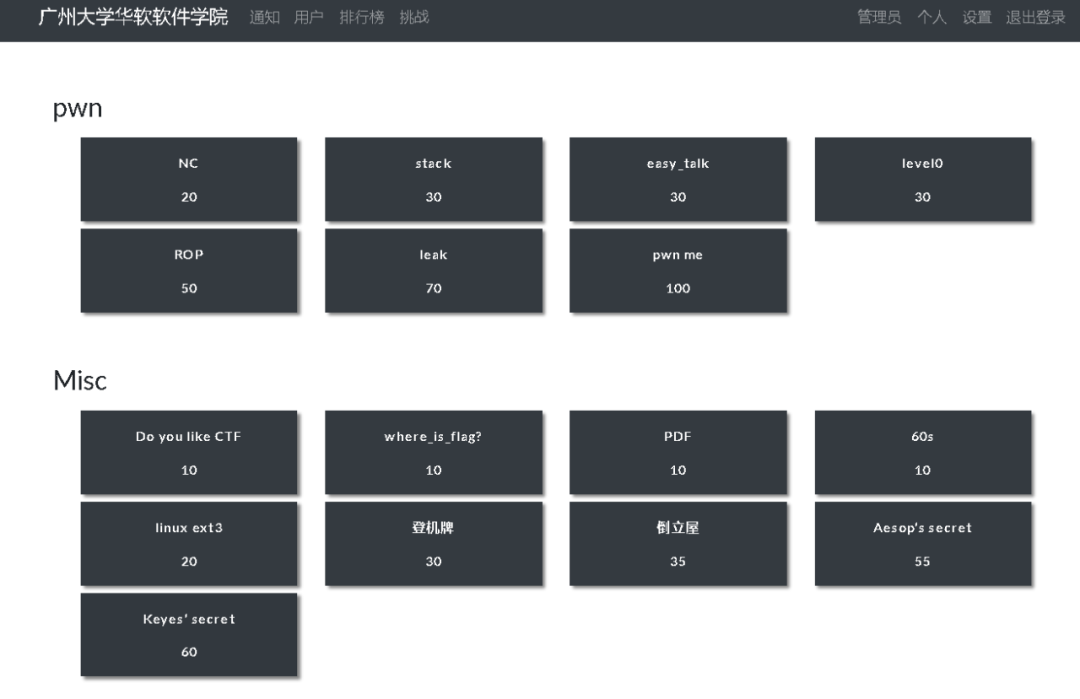 广州大学华软软件学院 通知 用户 排行榜 挑战 管理员 个人 设置 退出登录
pwn
NC stack easy_talk level0
20 30 30 30
ROP leak pwn me
50 70 100
Misc
Do you like CTF where_is_flag? PDF 60s
10 10 10 10
linux ext3 登机牌 倒立屋 Aesop's secret
20 30 35 55
Keyes' secret
60